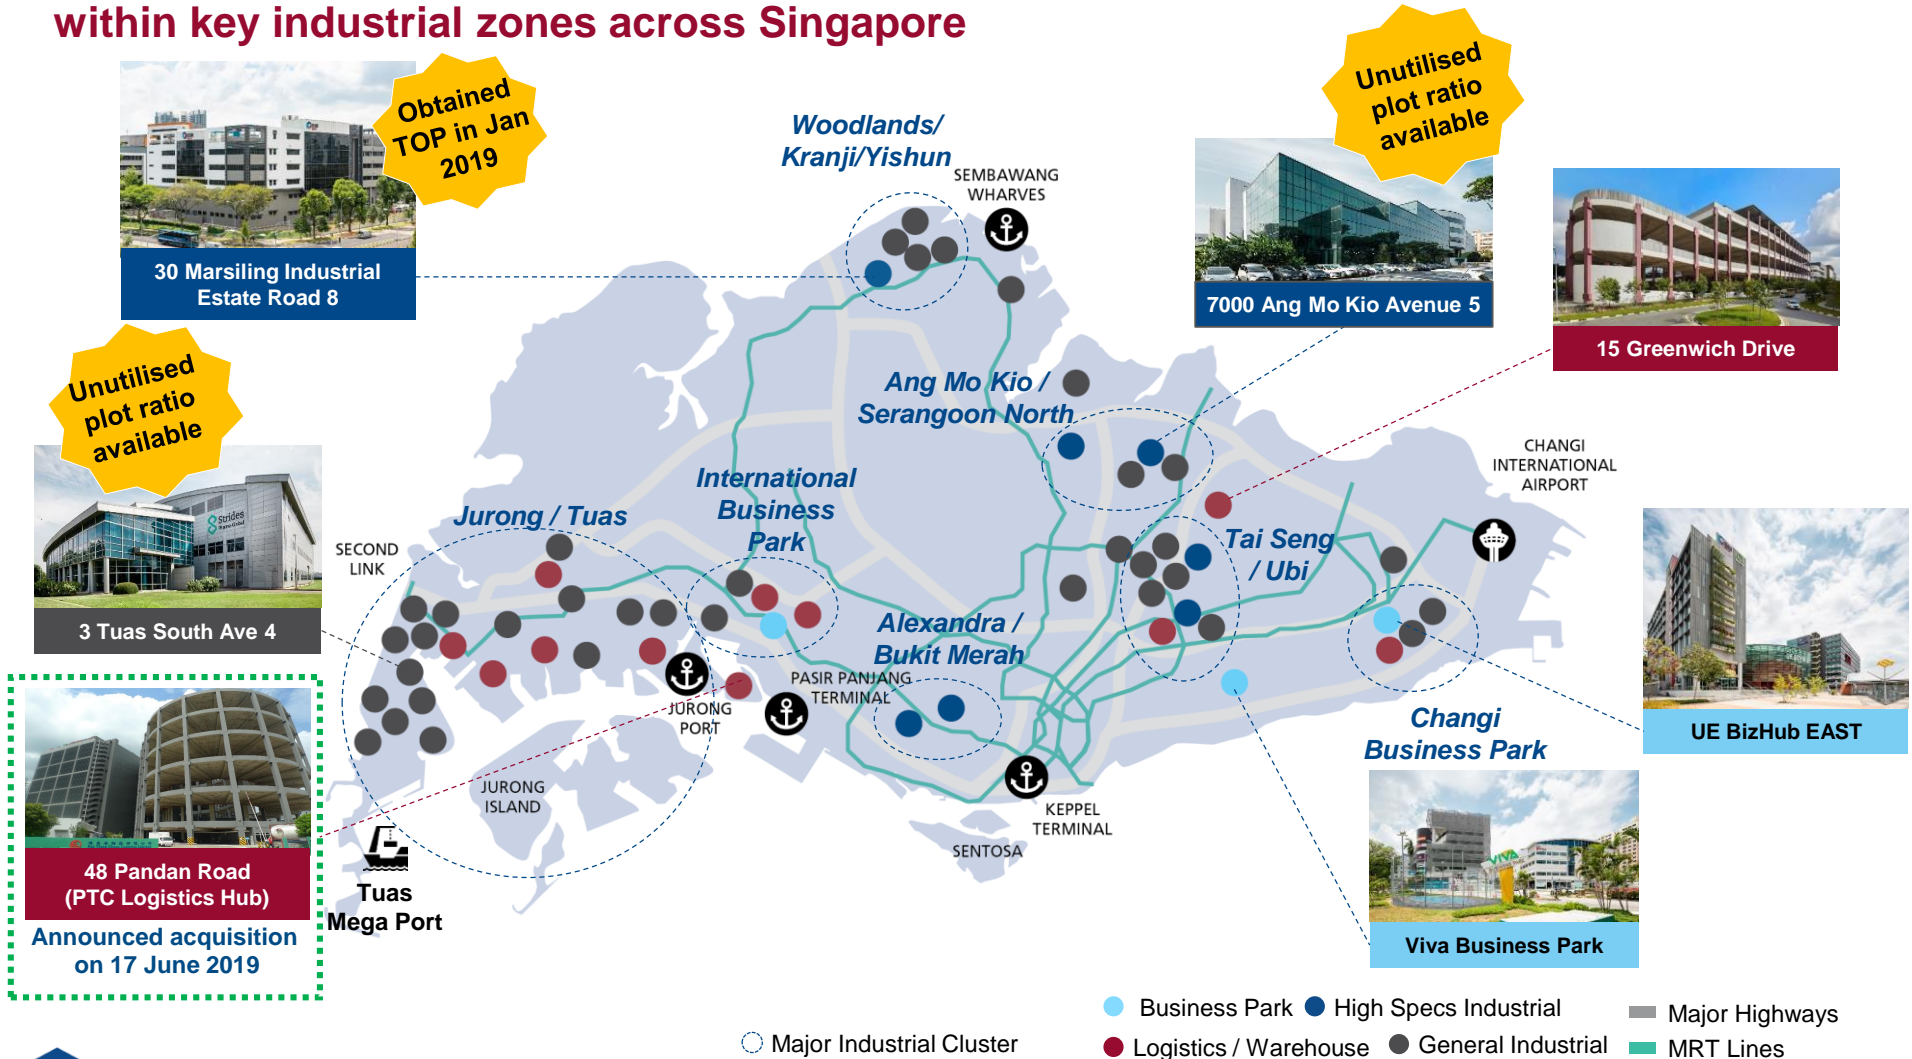 within key industrial zones across Singapore
Obtained
TOP in Jan
2019
30 Marsiling Industrial
Estate Road 8
Woodlands/
Kranji/Yishun
SEMBAWANG
WHARVES
Unutilised
plot ratio
available
7000 Ang Mo Kio Avenue 5
15 Greenwich Drive
Unutilised
plot ratio
available
Strides
3 Tuas South Ave 4
Ang Mo Kio /
Serangoon North
International
Business
Park
Jurong / Tuas
SECOND
LINK
CHANGI
INTERNATIONAL
AIRPORT
Tai Seng
/ Ubi
Alexandra /
Bukit Merah
PASIR PANJANG
TERMINAL
JURONG
PORT
JURONG
ISLAND
UE BizHub EAST
Changi
Business Park
KEPPEL
TERMINAL
SENTOSA
48 Pandan Road
(PTC Logistics Hub)
Announced acquisition
on 17 June 2019
Tuas
Mega Port
VIVA
Viva Business Park
Business Park
High Specs Industrial
Major Highways
Major Industrial Cluster
Logistics / Warehouse
General Industrial
MRT Lines